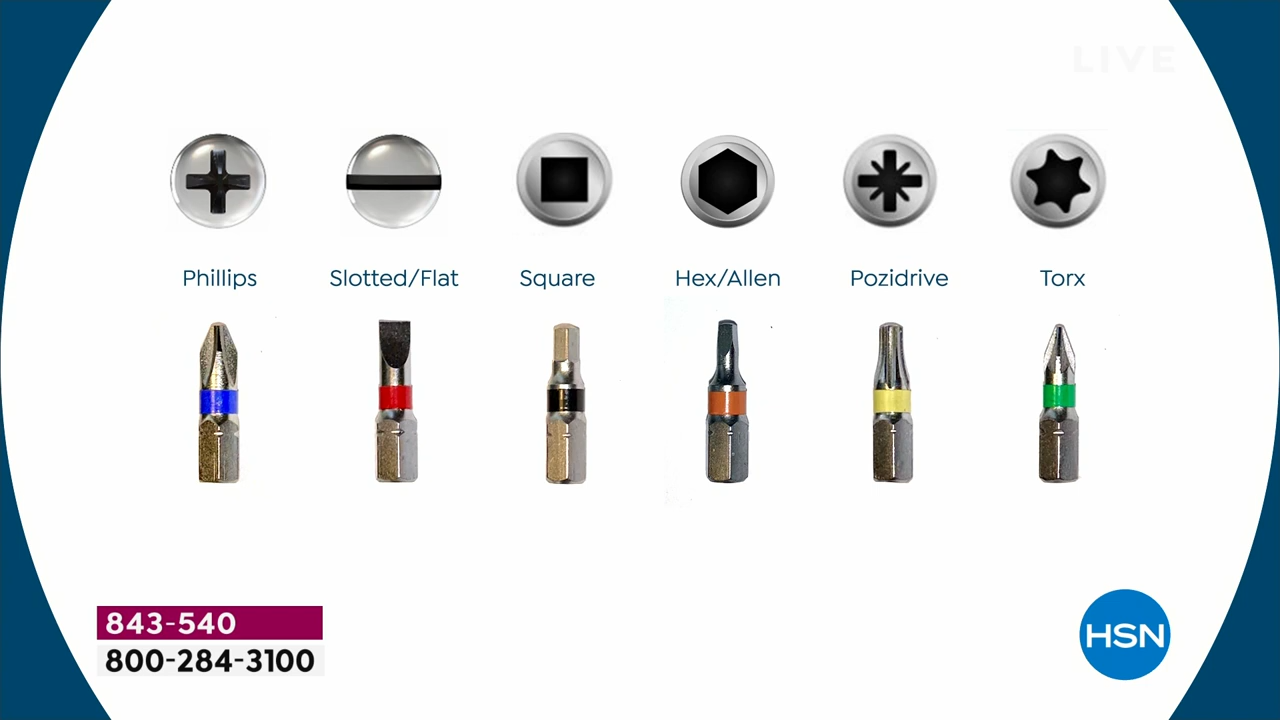 LIVE
Phillips
Slotted/Flat
Square
Hex/Allen
Pozidrive
Torx
843-540
800-284-3100
HSN